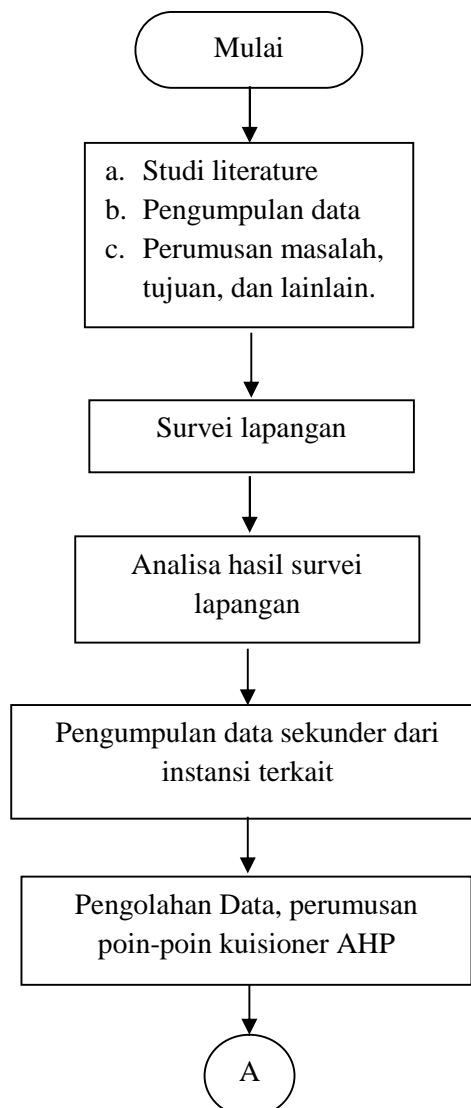 Mulai
a. Studi literature
b. Pengumpulan data
c. Perumusan masalah,
tujuan, dan lainlain.
Survei lapangan
Analisa hasil survei
lapangan
Pengumpulan data sekunder dari
instansi terkait
Pengolahan Data, perumusan
poin-poin kuisioner AHP
A